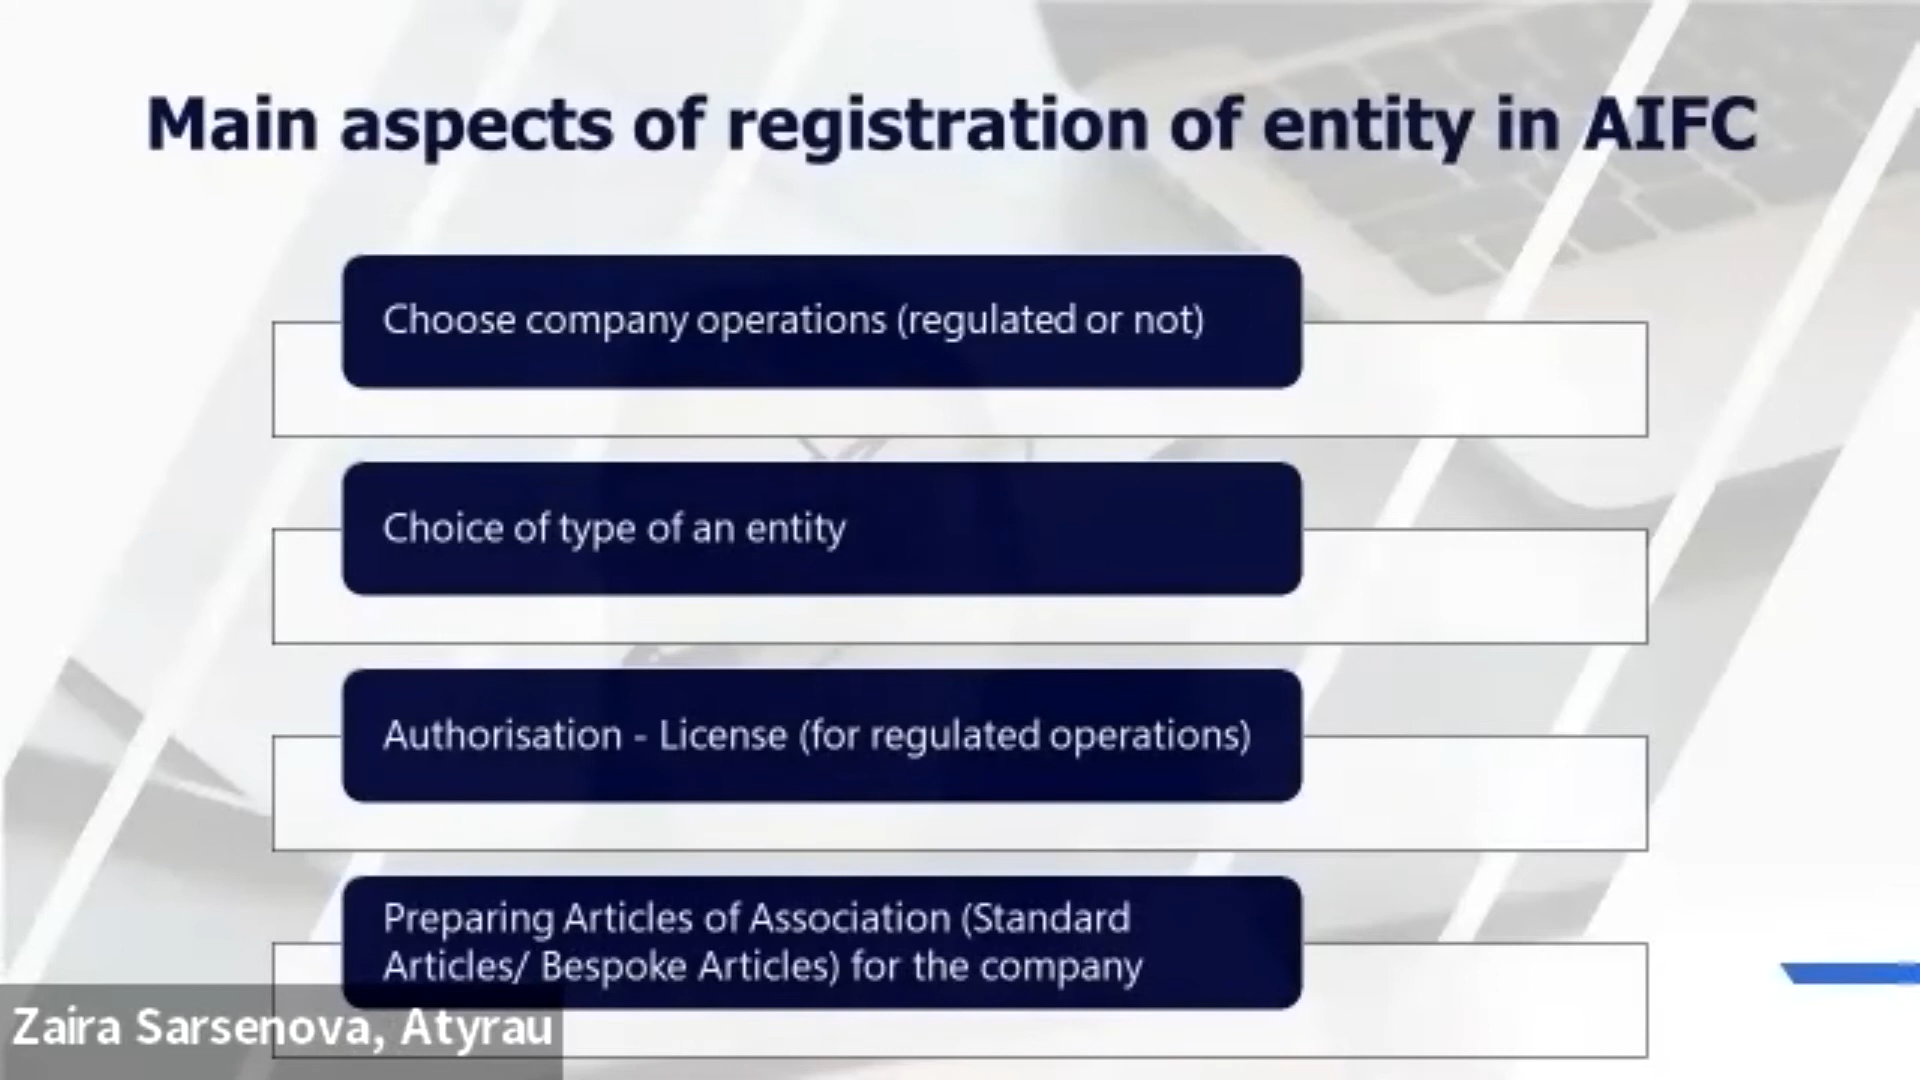 Main aspects of registration of entity in AIFC
Choose company operations (regulated or not)
Choice of type of an entity
Authorisation - License (for regulated operations)
Preparing Articles of Association (Standard
Articles/ Bespoke Articles) for the company
Zaira Sarsenova, Atyrau